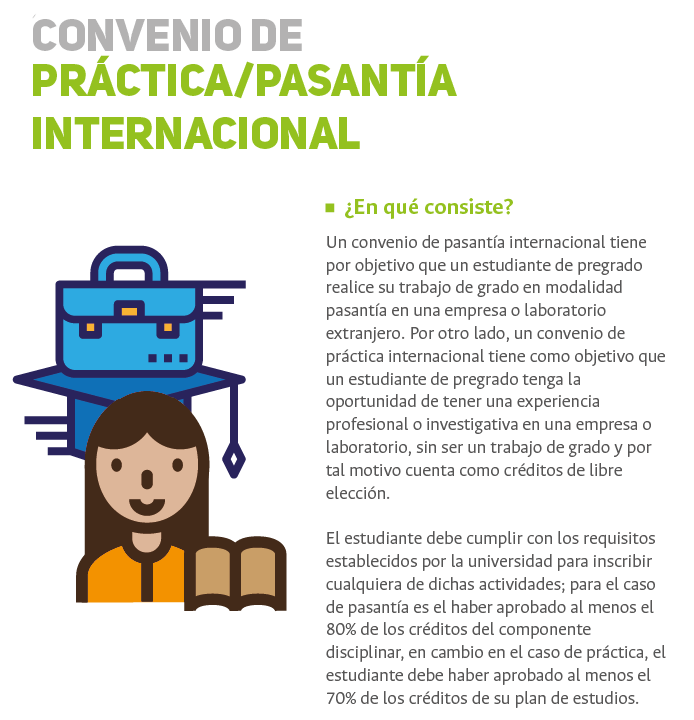 CONVENIO DE
PRÁCTICA/PASANTÍA
INTERNACIONAL
¿En qué consiste?
Un convenio de pasantía internacional tiene
por objetivo que un estudiante de pregrado
realice su trabajo de grado en modalidad
pasantía en una empresa o laboratorio
extranjero. Por otro lado, un convenio de
práctica internacional tiene como objetivo que
un estudiante de pregrado tenga la
oportunidad de tener una experiencia
profesional o investigativa en una empresa o
laboratorio, sin ser un trabajo de grado y por
tal motivo cuenta como créditos de libre
elección.
El estudiante debe cumplir con los requisitos
establecidos por la universidad para inscribir
cualquiera de dichas actividades; para el caso
de pasantía es el haber aprobado al menos el
80% de los créditos del componente
disciplinar, en cambio en el caso de práctica, el
estudiante debe haber aprobado al menos el
70% de los créditos de su plan de estudios.